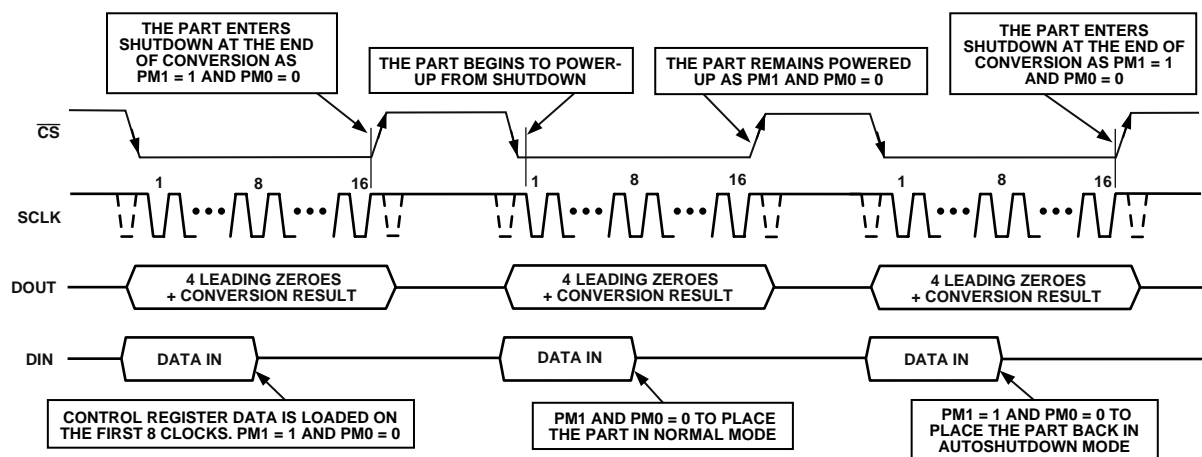 THE PART ENTERS
SHUTDOWN AT THE END
OF CONVERSION AS
PM1 = 1 AND PM0 = 0
THE PART BEGINS TO POWER-
UP FROM SHUTDOWN
THE PART REMAINS POWERED
UP AS PM1 AND PM0 = 0
THE PART ENTERS
SHUTDOWN AT THE END OF
CONVERSION AS PM1 = 1
AND PM0 = 0
CS
1 8 16 1 8 16 1 8 16
SCLK
DOUT
4 LEADING ZEROES
+ CONVERSION RESULT
4 LEADING ZEROES
+ CONVERSION RESULT
4 LEADING ZEROES
+ CONVERSION RESULT
DIN
DATA IN
DATA IN
DATA IN
CONTROL REGISTER DATA IS LOADED ON
THE FIRST 8 CLOCKS. PM1 = 1 AND PM0 = 0
PM1 AND PM0 = 0 TO PLACE
THE PART IN NORMAL MODE
PM1 = 1 AND PM0 = 0 TO
PLACE THE PART BACK IN
AUTOSHUTDOWN MODE